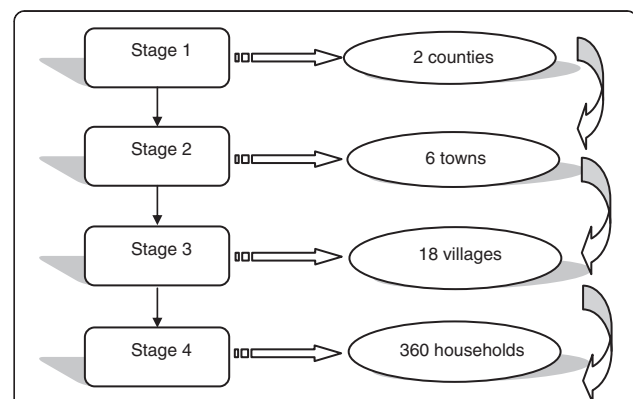 Stage 1
2 counties
Stage 2
6 towns
Stage 3
18 villages
Stage 4
360 households